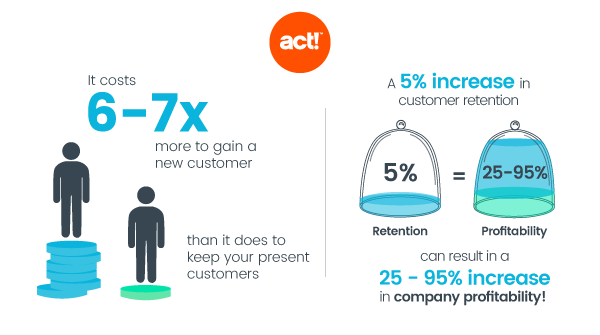 act!
It costs
6-7x
more to gain a
new customer
than it does to
keep your present
customers
A 5% increase in
customer retention
5%
=
25-95%
Retention
Profitability
can result in a
25 - 95% increase
in company profitability!